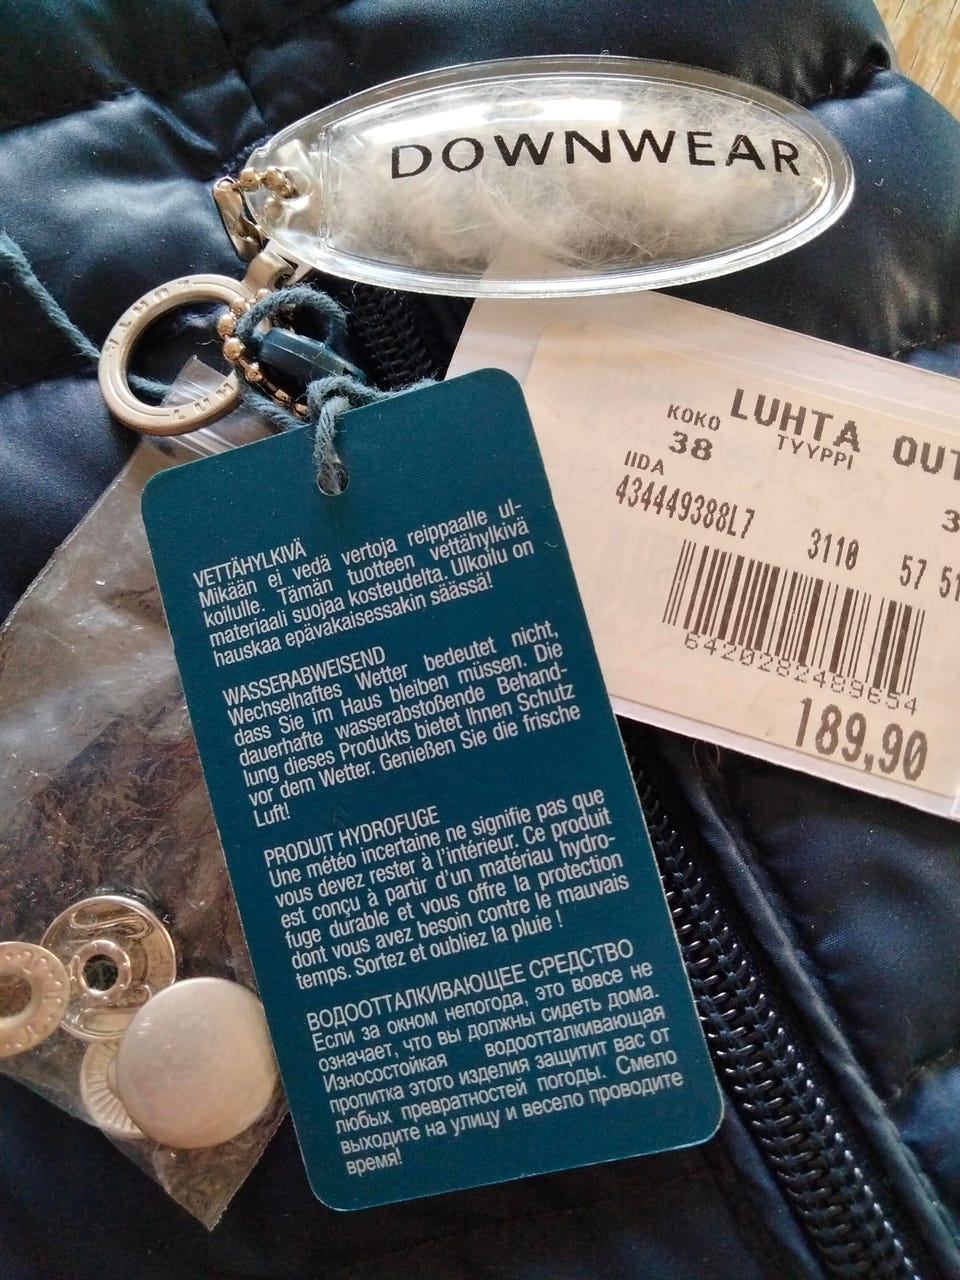 DOWNWEAR
LUHTA
LUHTA OUT
KOKO
38
TYYPPI
IIDA
434449388L7
3110
57 51
6420282489654
189,90
VETTÄHYLKIVÄ
Mikään ei vedä vertoja reippaalle ul-
koilulle. Tämän tuotteen vettähylkivä
materiaali suojaa kosteudelta. Ulkoilu on
hauskaa epävakaisessakin säässä!
WASSERABWEISEND
Wechselhaftes Wetter bedeutet nicht,
dass Sie im Haus bleiben müssen. Die
dauerhafte wasserabstoßende Behand-
lung dieses Produkts bietet Ihnen Schutz
vor dem Wetter. Genießen Sie die frische
Luft!
PRODUIT HYDROFUGE
Une météo incertaine ne signifie pas que
vous devez rester à l'intérieur. Ce produit
est conçu à partir d'un matériau hydro-
fuge durable et vous offre la protection
dont vous avez besoin contre le mauvais
temps. Sortez et oubliez la pluie !
ВОДООТТАЛКИВАЮЩЕЕ СРЕДСТВО
Если за окном непогода, это вовсе не
означает, что вы должны сидеть дома.
Износостойкая водоотталкивающая
пропитка этого изделия защитит вас от
любых превратностей погоды. Смело
выходите на улицу и весело проводите
время!